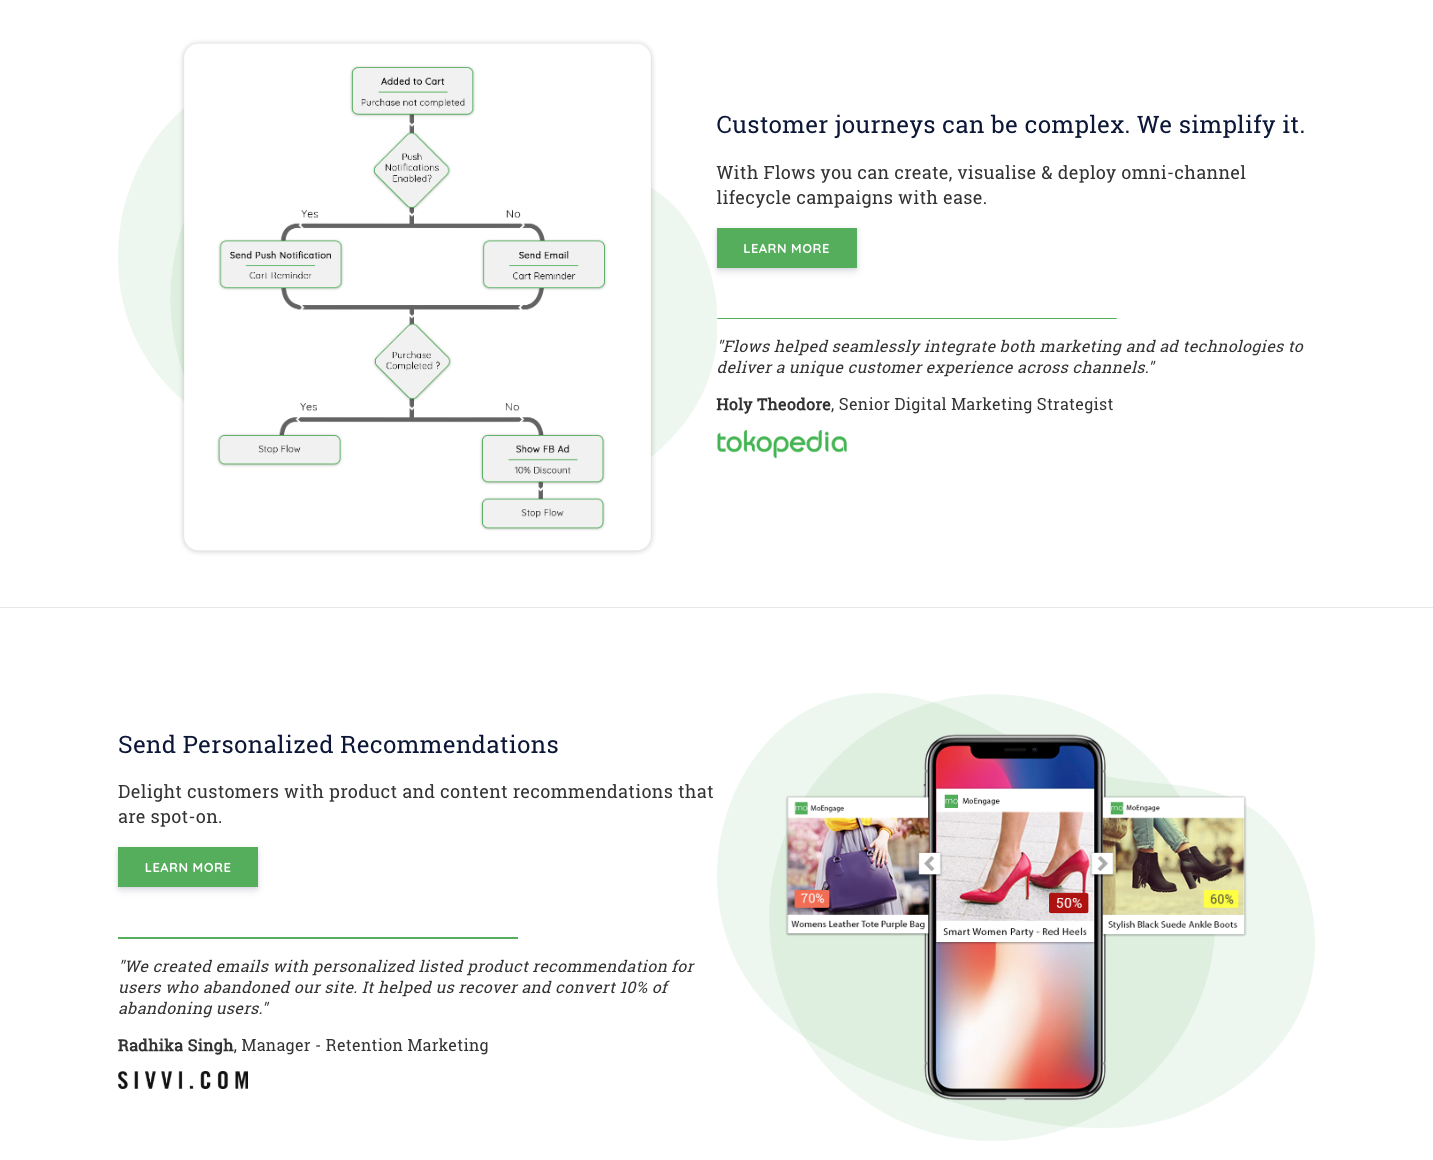 Added to Cart
Purchase not completed
Push
Notifications
Enabled?
Yes
No
Send Push Notification
Cart Reminder
Send Email
Cart Reminder
Purchase
Completed ?
Yes
No
Stop Flow
Show FB Ad
10% Discount
Stop Flow
Customer journeys can be complex. We simplify it.
With Flows you can create, visualise & deploy omni-channel
lifecycle campaigns with ease.
LEARN MORE
"Flows helped seamlessly integrate both marketing and ad technologies to
deliver a unique customer experience across channels."
Holy Theodore, Senior Digital Marketing Strategist
tokopedia
Send Personalized Recommendations
Delight customers with product and content recommendations that
are spot-on.
LEARN MORE
"We created emails with personalized listed product recommendation for
users who abandoned our site. It helped us recover and convert 10% of
abandoning users."
Radhika Singh, Manager - Retention Marketing
SIVVI.COM
mo MoEngage
70%
Womens Leather Tote Purple Bag
mo MoEngage
50%
Smart Women Party - Red Heels
mo MoEngage
60%
Stylish Black Suede Ankle Boots